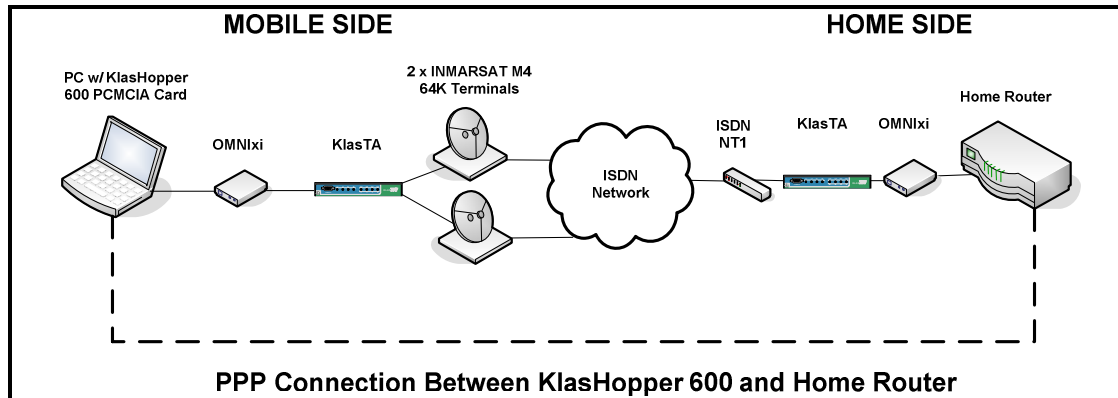 MOBILE SIDE
HOME SIDE
PC w/ KlasHopper
600 PCMCIA Card
OMNIxi
KlasTA
2 x INMARSAT M4
64K Terminals
ISDN
Network
ISDN
NT1
KlasTA
OMNIxi
Home Router
PPP Connection Between KlasHopper 600 and Home Router